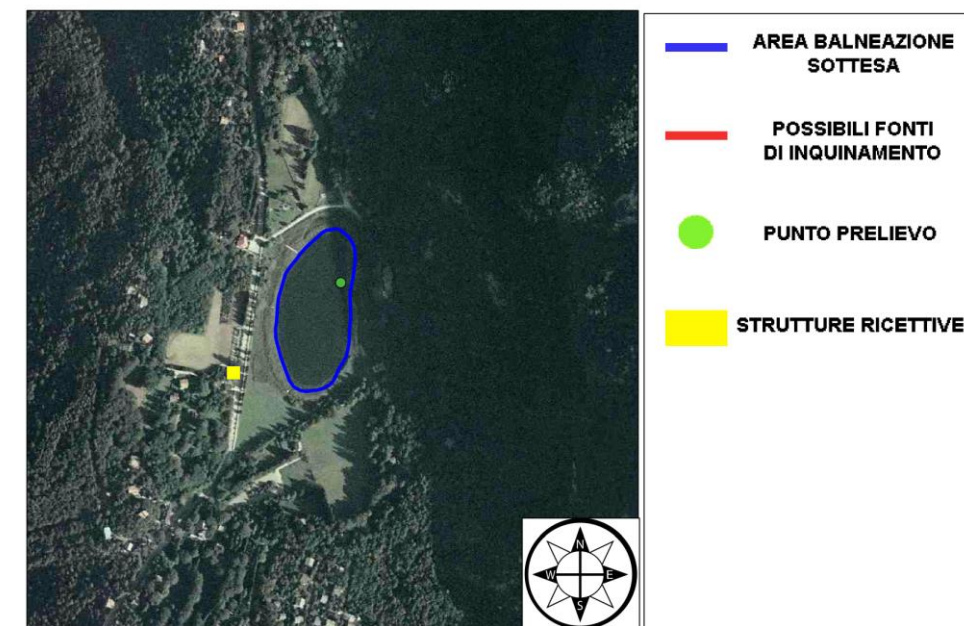 AREA BALNEAZIONE
SOTTESA
POSSIBILI FONTI
DI INQUINAMENTO
PUNTO PRELIEVO
STRUTTURE RICETTIVE
N
W E
S